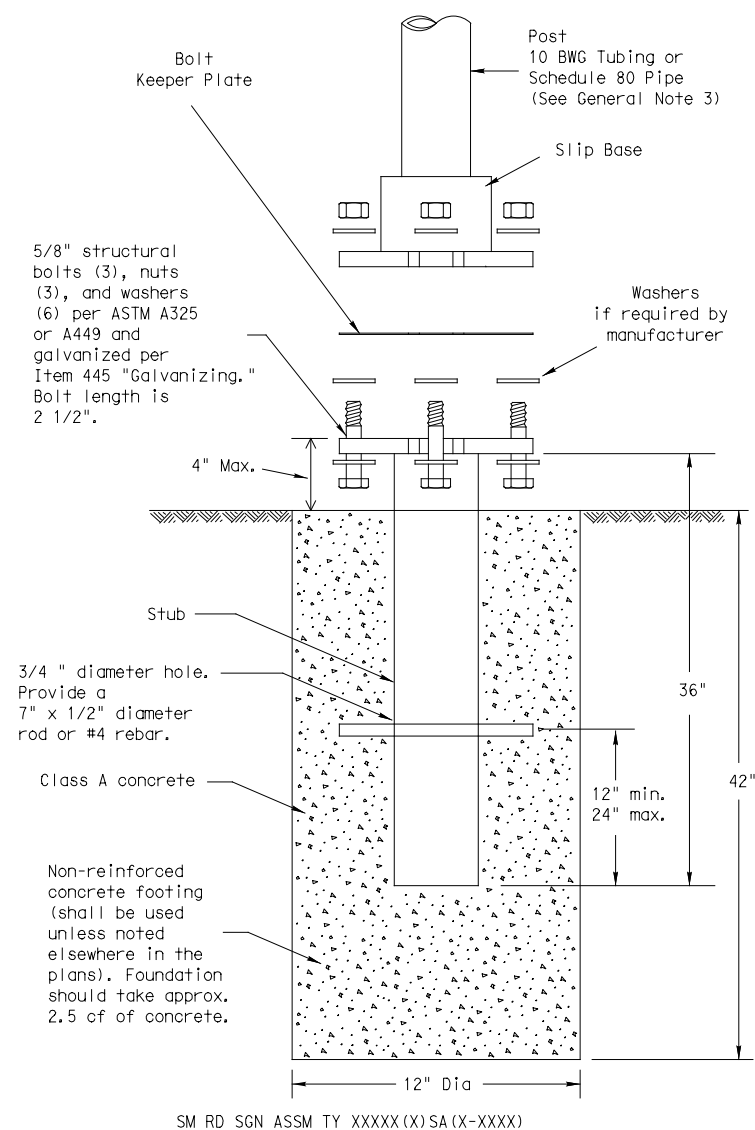 Bolt
Keeper Plate
Post
10 BWG Tubing or
Schedule 80 Pipe
(See General Note 3)
Slip Base
5/8" structural
bolts (3), nuts
(3), and washers
(6) per ASTM A325
or A449 and
galvanized per
Item 445 "Galvanizing."
Bolt length is
2 1/2".
Washers
if required by
manufacturer
4" Max.
Stub
3/4 " diameter hole.
Provide a
7" x 1/2" diameter
rod or #4 rebar.
36"
Class A concrete
12" min.
24" max.
42"
Non-reinforced
concrete footing
(shall be used
unless noted
elsewhere in the
plans). Foundation
should take approx.
2.5 cf of concrete.
12" Dia
SM RD SGN ASSM TY XXXXX(X)SA(X-XXXX)